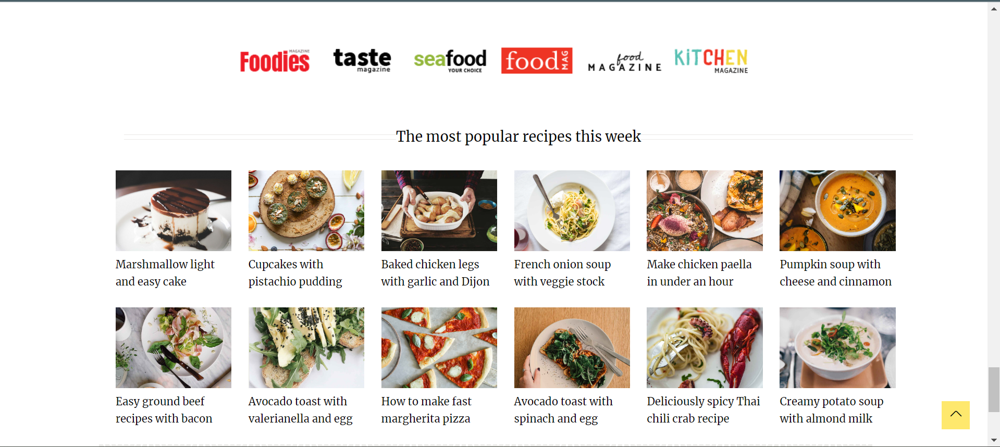 Foodies MAGAZINE
taste magazine
seafood YOUR CHOICE
food MAG
food MAGAZINE
KiTCHEN MAGAZINE
The most popular recipes this week
Marshmallow light
and easy cake
Cupcakes with
pistachio pudding
Baked chicken legs
with garlic and Dijon
French onion soup
with veggie stock
Make chicken paella
in under an hour
Pumpkin soup with
cheese and cinnamon
Easy ground beef
recipes with bacon
Avocado toast with
valerianella and egg
How to make fast
margherita pizza
Avocado toast with
spinach and egg
Deliciously spicy Thai
chili crab recipe
Creamy potato soup
with almond milk